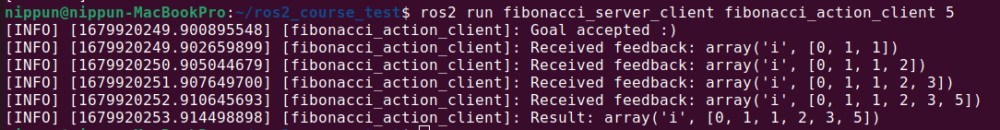 nippun@nippun-MacBookPro:~/ros2_course_test$ ros2 run fibonacci_server_client fibonacci_action_client 5
[INFO] [1679920249.900895548] [fibonacci_action_client]: Goal accepted :)
[INFO] [1679920249.902659899] [fibonacci_action_client]: Received feedback: array('i', [0, 1, 1])
[INFO] [1679920250.905044679] [fibonacci_action_client]: Received feedback: array('i', [0, 1, 1, 2])
[INFO] [1679920251.907649700] [fibonacci_action_client]: Received feedback: array('i', [0, 1, 1, 2, 3])
[INFO] [1679920252.910645693] [fibonacci_action_client]: Received feedback: array('i', [0, 1, 1, 2, 3, 5])
[INFO] [1679920253.914498898] [fibonacci_action_client]: Result: array('i', [0, 1, 1, 2, 3, 5])